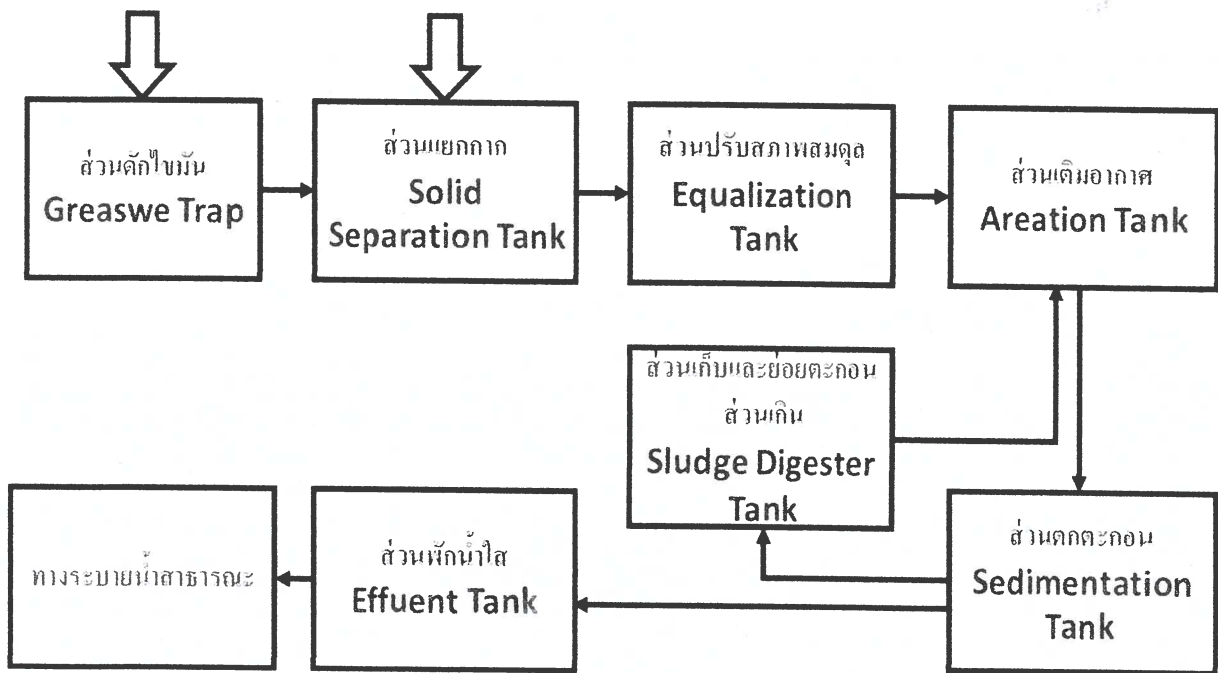 ส่วนดักไขมัน
Greaswe Trap
ส่วนแยกกาก
Solid
Separation Tank
ส่วนปรับสภาพสมดุล
Equalization
Tank
ส่วนเติมอากาศ
Areation Tank
ส่วนเก็บและย่อยตะกอน
ส่วนเกิน
Sludge Digester
Tank
ทางระบายน้ำสาธารณะ
ส่วนพักน้ำใส
Effuent Tank
ส่วนตกตะกอน
Sedimentation
Tank